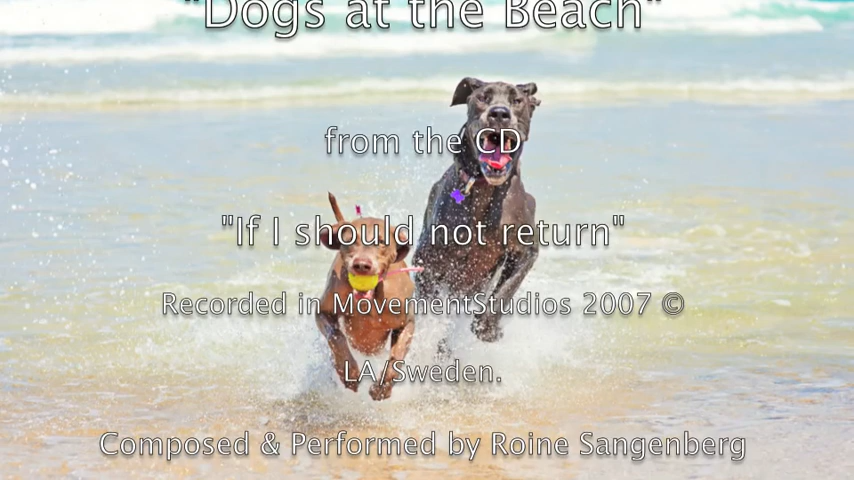 "Dogs at the Beach"
from the CD
"If I should not return"
Recorded in MovementStudios 2007 ©
LA/Sweden.
Composed & Performed by Roine Sangenberg